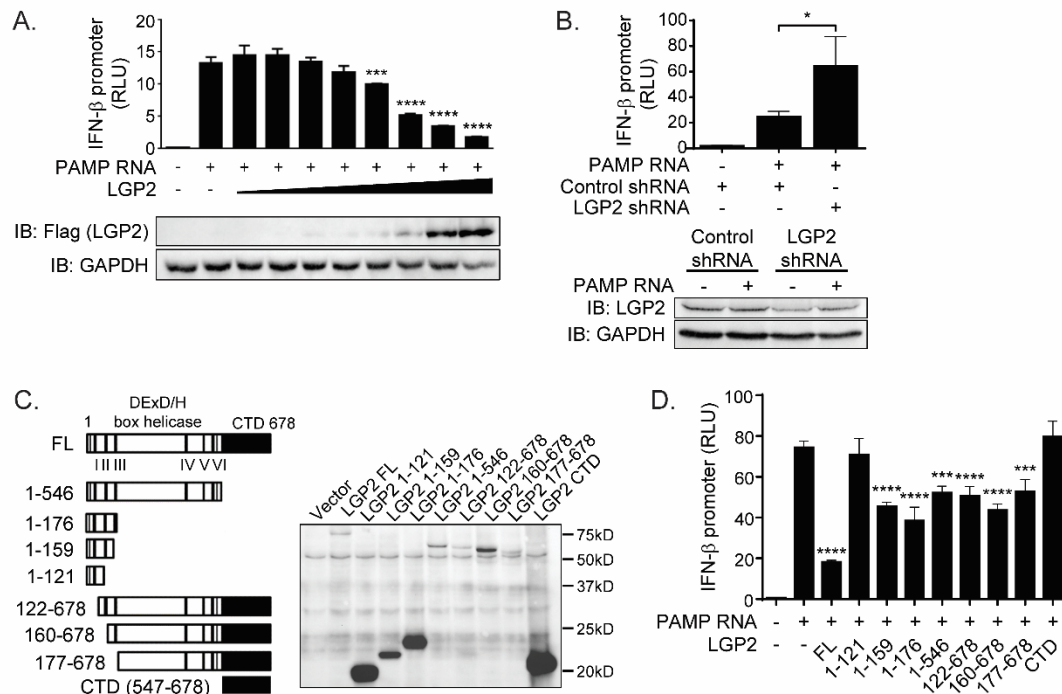 A.
IFN-β promoter
(RLU)
20
15
10
5
0
***
****
****
****
PAMP RNA - + + + + + + + + +
LGP2 - -
IB: Flag (LGP2)
IB: GAPDH
B.
IFN-β promoter
(RLU)
100
80
60
40
20
0
*
PAMP RNA - + +
Control shRNA + + -
LGP2 shRNA - - +
Control
shRNA
LGP2
shRNA
PAMP RNA - + - +
IB: LGP2
IB: GAPDH
C.
DExD/H
1 box helicase CTD 678
FL
I II III IV V VI
1-546
1-176
1-159
1-121
122-678
160-678
177-678
CTD (547-678)
Vector
LGP2 FL
LGP2 1-121
LGP2 1-159
LGP2 1-176
LGP2 1-546
LGP2 122-678
LGP2 160-678
LGP2 177-678
LGP2 CTD
75kD
50kD
37kD
25kD
20kD
D.
IFN-β promoter (RLU)
100
80
60
40
20
0
****
****
****
***
****
****
***
PAMP RNA - + + + + + + + + + +
LGP2 - - FL 1-121 1-159 1-176 1-546 122-678 160-678 177-678 CTD